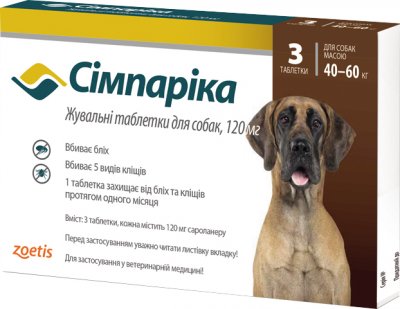 Сімпаріка
Жувальні таблетки для собак, 120 мг
3
ТАБЛЕТКИ
ДЛЯ СОБАК
МАСОЮ
40–60 КГ
Вбиває бліх
Вбиває 5 видів кліщів
1 таблетка захищає від бліх та кліщів
протягом одного місяця
Вміст: 3 таблетки, кожна містить 120 мг сароланеру
Перед застосуванням уважно читати листівку вкладку!
Для застосування у ветеринарній медицині!
zoetis